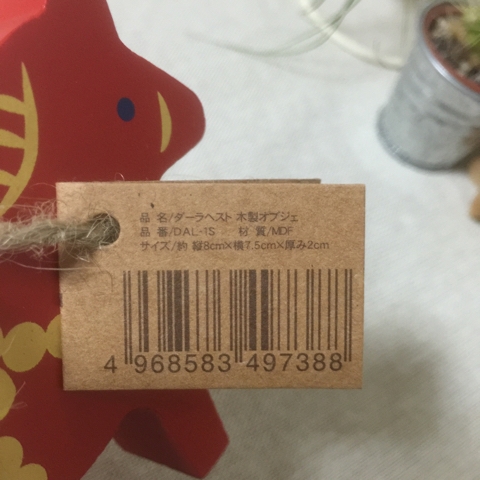 品 名/ダーラヘスト 木製オブジェ
品 番/DAL-1S 材 質/MDF
サイズ/約 縦8cm×横7.5cm×厚み2cm
4 968583 497388